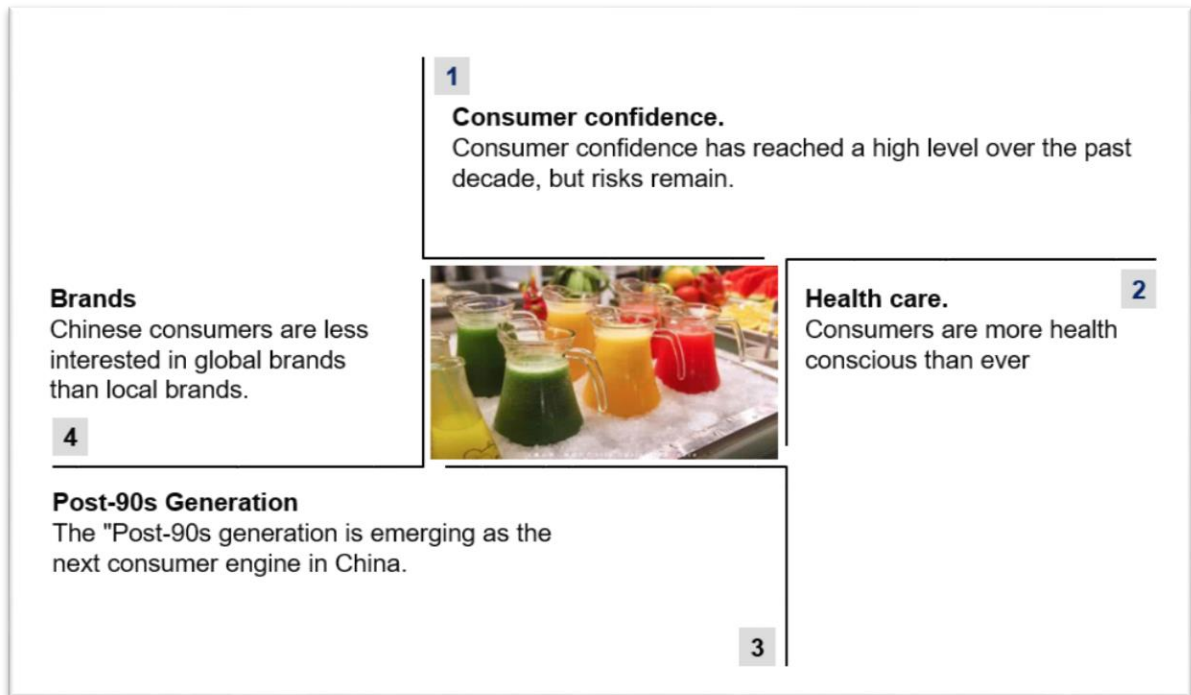 1
Consumer confidence.
Consumer confidence has reached a high level over the past
decade, but risks remain.
2
Health care.
Consumers are more health
conscious than ever
Post-90s Generation
The "Post-90s generation is emerging as the
next consumer engine in China.
3
Brands
Chinese consumers are less
interested in global brands
than local brands.
4